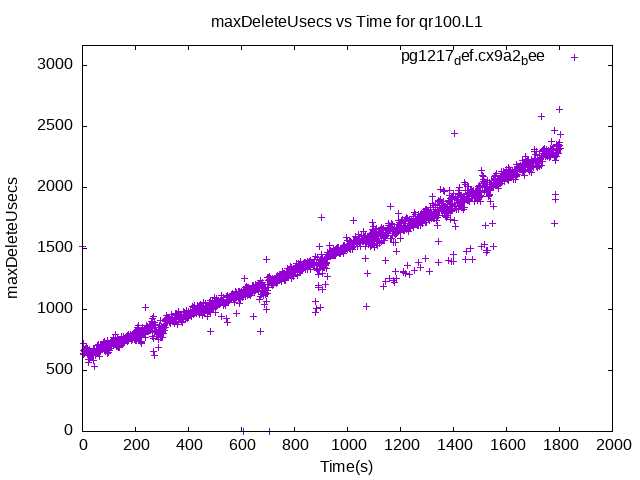 maxDeleteUsecs vs Time for qr100.L1
pg1217_def.cx9a2_bee
3000
2500
2000
1500
1000
500
0
maxDeleteUsecs
0 200 400 600 800 1000 1200 1400 1600 1800 2000
Time(s)